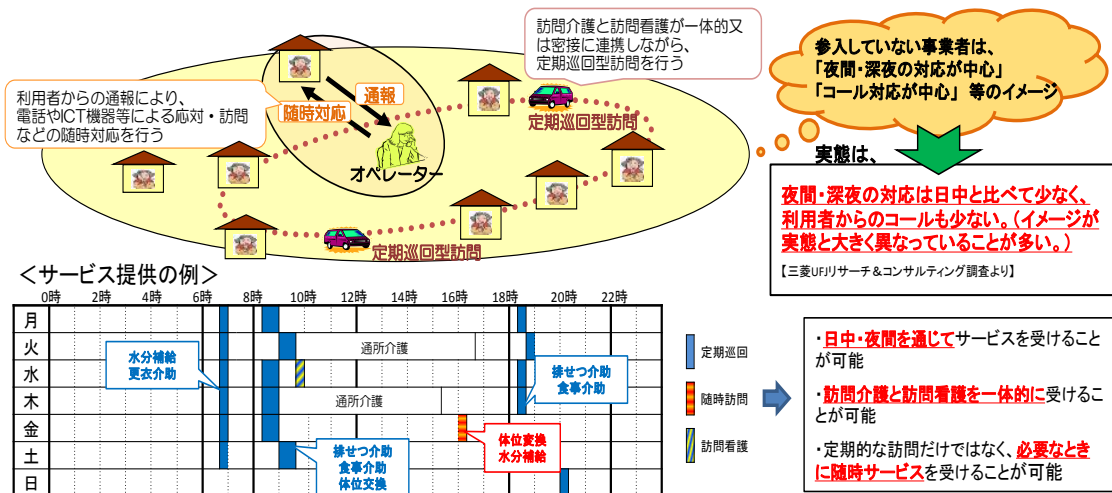 訪問介護と訪問看護が一体的又
は密接に連携しながら、
定期巡回型訪問を行う
参入していない事業者は、
「夜間・深夜の対応が中心」
「コール対応が中心」 等のイメージ
利用者からの通報により、
電話やICT機器等による応対・訪問
などの随時対応を行う
通報
随時対応
定期巡回型訪問
オペレーター
定期巡回型訪問
実態は、
夜間・深夜の対応は日中と比べて少なく、
利用者からのコールも少ない。（イメージが
実態と大きく異なっていることが多い。）
【三菱UFJリサーチ＆コンサルティング調査より】
＜サービス提供の例＞
0時 2時 4時 6時 8時 10時 12時 14時 16時 18時 20時 22時
月
火
水
木
金
土
日
通所介護
通所介護
水分補給
更衣介助
排せつ介助
食事介助
体位変換
水分補給
排せつ介助
食事介助
体位交換
定期巡回
随時訪問
訪問看護
・日中・夜間を通じてサービスを受けること
が可能
・訪問介護と訪問看護を一体的に受けるこ
とが可能
・定期的な訪問だけではなく、必要なとき
に随時サービスを受けることが可能